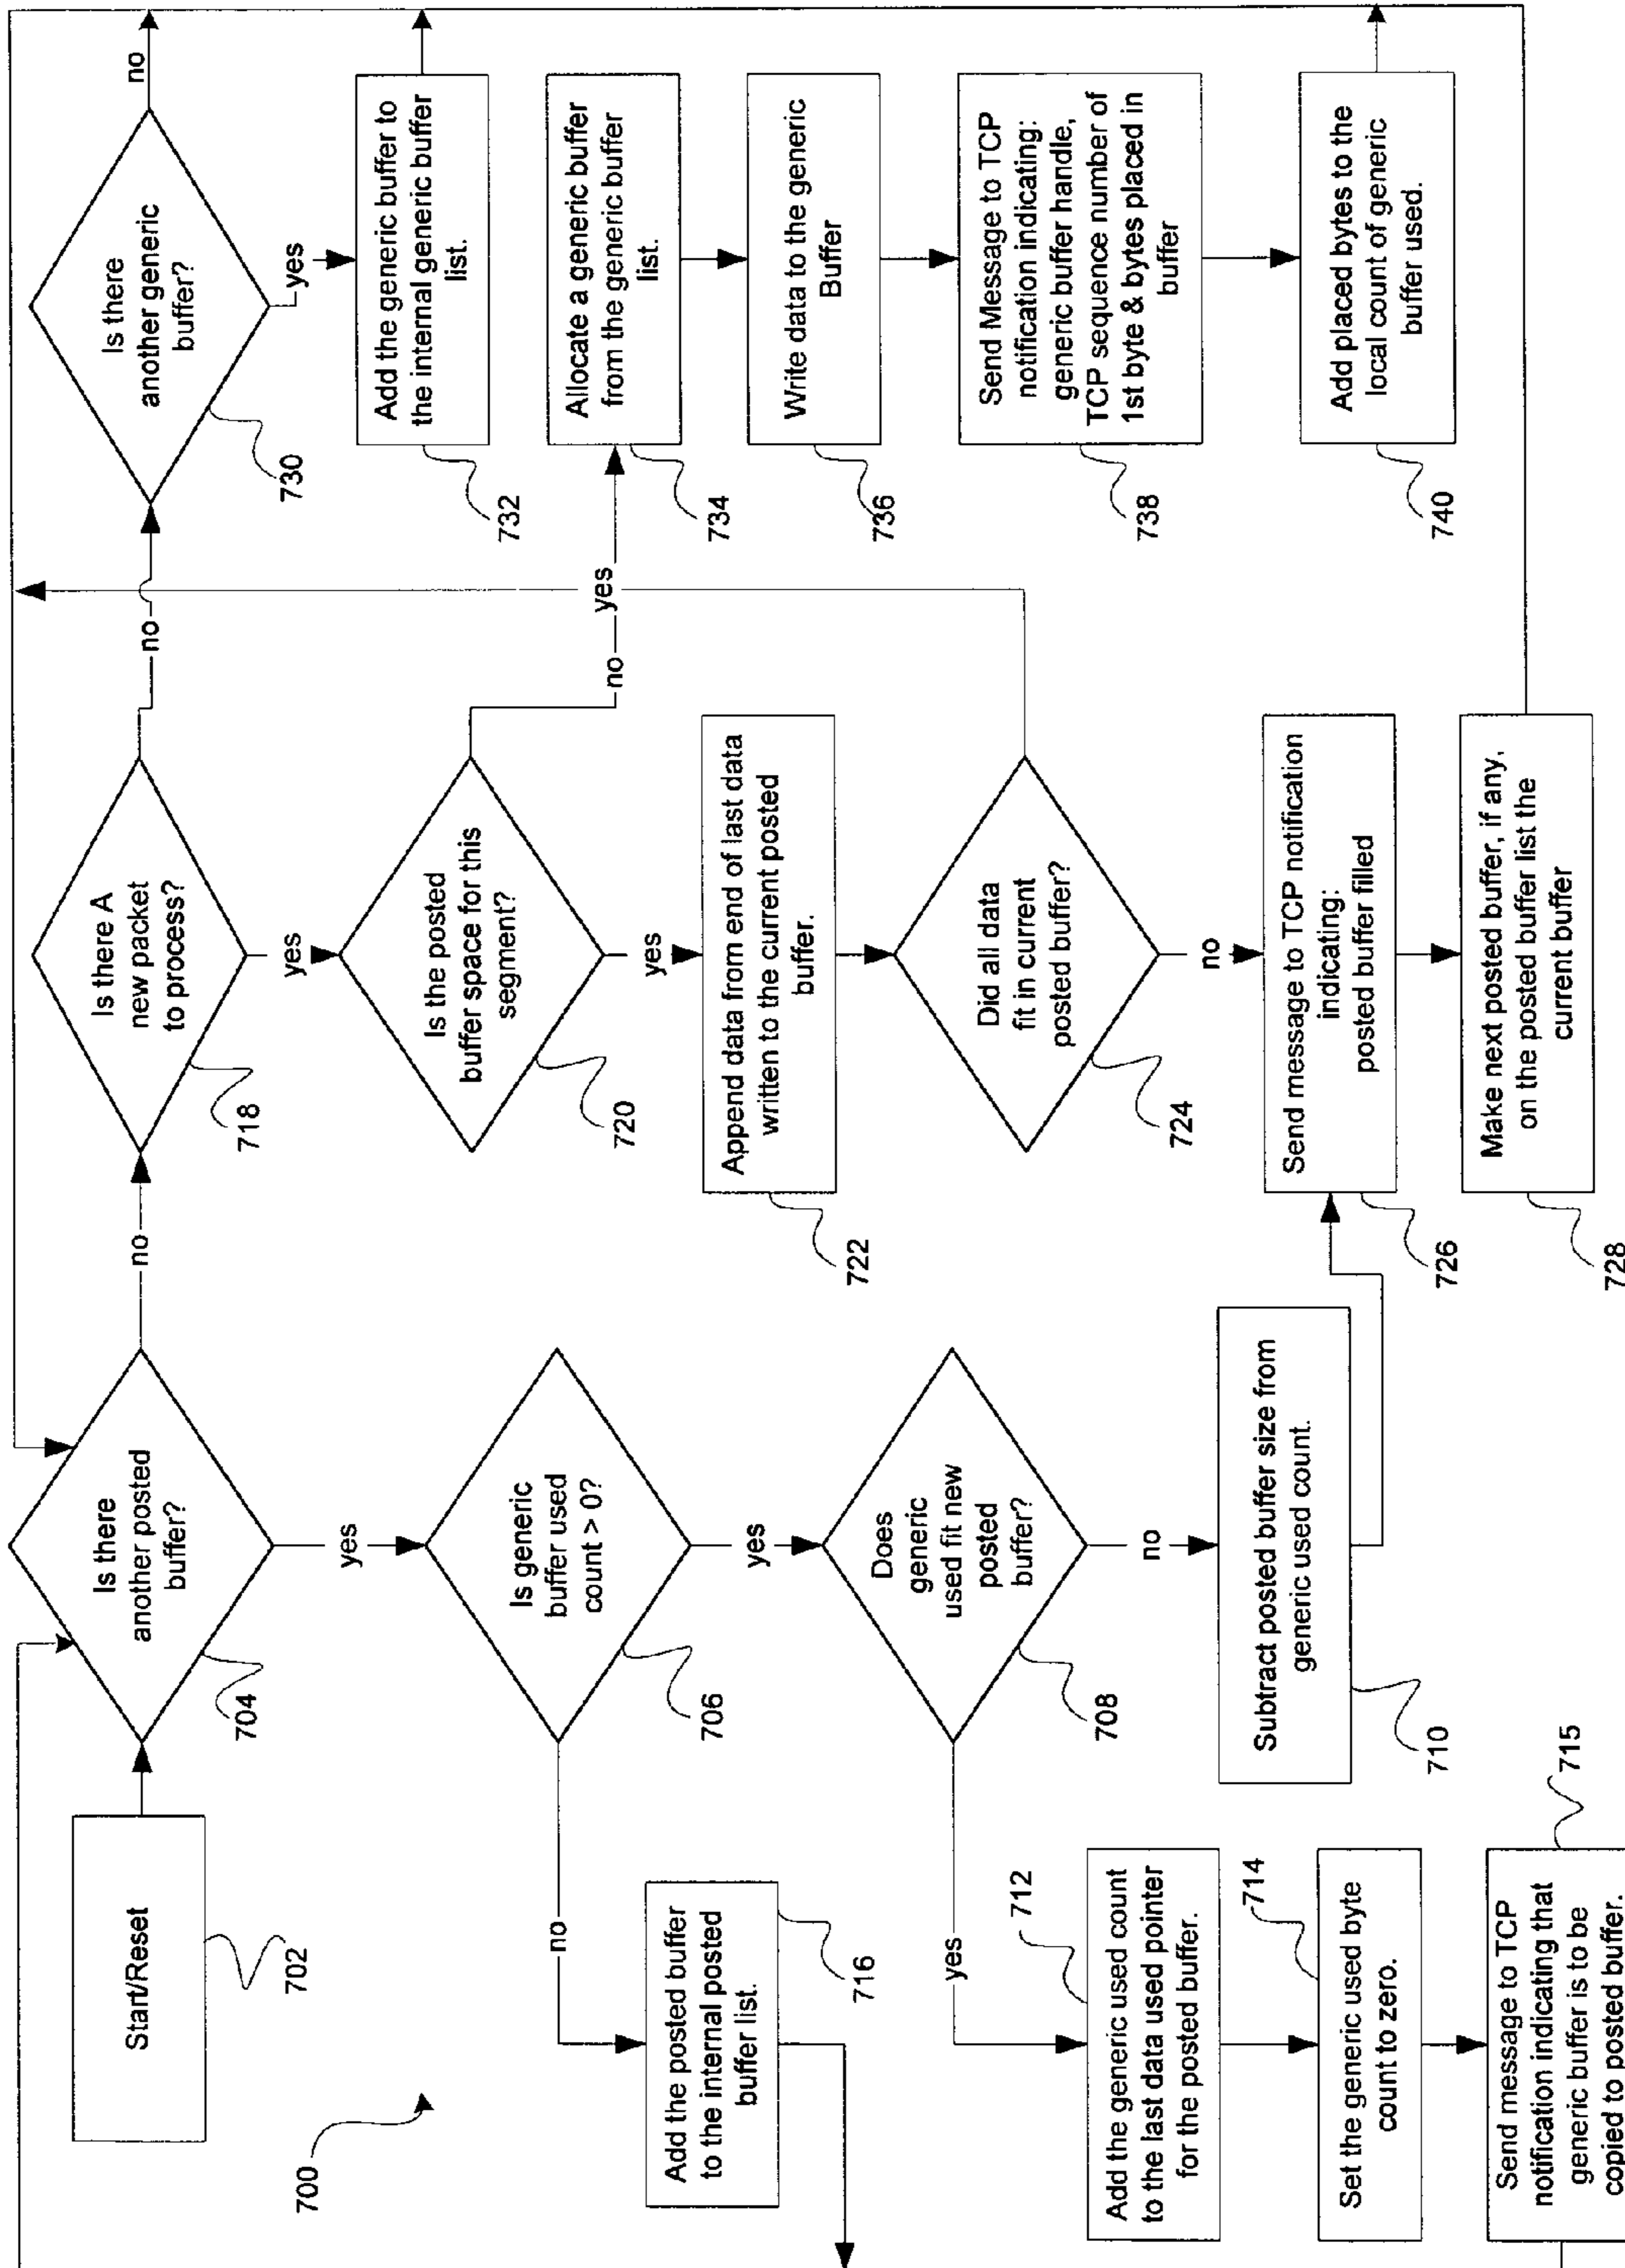 Start/Reset
702
700
Is there
another posted
buffer?
704
no
yes
Is generic
buffer used
count > 0?
706
no
yes
Add the posted buffer
to the internal posted
buffer list.
716
Does
generic
used fit new
posted
buffer?
708
yes
no
Subtract posted buffer size from
generic used count.
710
712
Add the generic used count
to the last data used pointer
for the posted buffer.
714
Set the generic used byte
count to zero.
715
Send message to TCP
notification indicating that
generic buffer is to be
copied to posted buffer.
Is there A
new packet
to process?
718
no
yes
Is the posted
buffer space for this
segment?
720
no
yes
yes
Append data from end of last data
written to the current posted
buffer.
722
Did all data
fit in current
posted buffer?
724
no
Send message to TCP notification
indicating:
posted buffer filled
726
Make next posted buffer, if any,
on the posted buffer list the
current buffer
728
Is there
another generic
buffer?
730
no
yes
Add the generic buffer to
the internal generic buffer
list.
732
Allocate a generic buffer
from the generic buffer
list.
734
Write data to the generic
Buffer
736
Send Message to TCP
notification indicating:
generic buffer handle,
TCP sequence number of
1st byte & bytes placed in
buffer
738
Add placed bytes to the
local count of generic
buffer used.
740